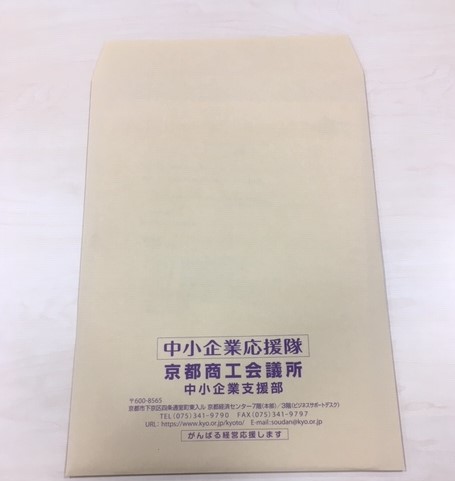 中小企業応援隊
京都商工会議所
中小企業支援部
〒600-8565
京都市下京区四条通室町東入ル 京都経済センター7階(本部)/3階(ビジネスサポートデスク)
TEL(075)341-9790 FAX(075)341-9797
URL: https://www.kyo.or.jp/kyoto/ E-mail:soudan@kyo.or.jp
がんばる経営応援します